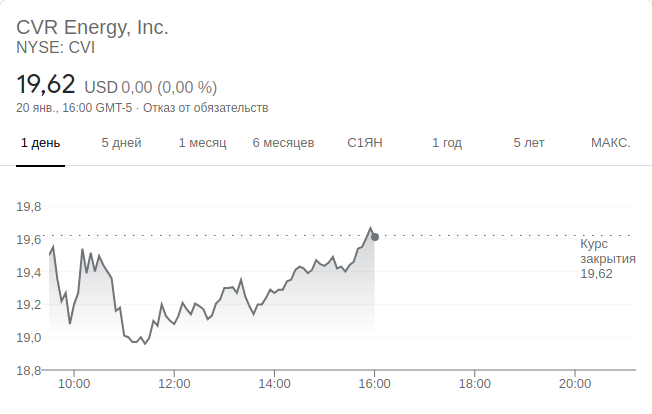 CVR Energy, Inc.
NYSE: CVI
19,62 USD 0,00 (0,00 %)
20 янв., 16:00 GMT-5 · Отказ от обязательств
1 день 5 дней 1 месяц 6 месяцев С1ЯН 1 год 5 лет МАКС.
19,8
19,6
19,4
19,2
19,0
18,8
Курс
закрытия
19,62
10:00 12:00 14:00 16:00 18:00 20:00